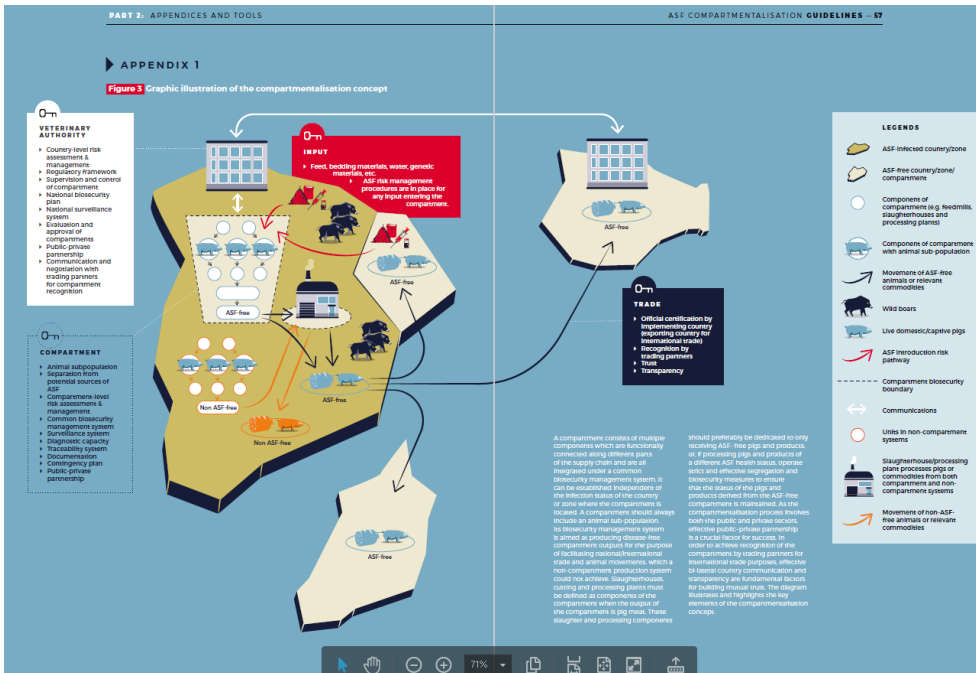 PART 2: APPENDICES AND TOOLS
ASF COMPARTMENTALISATION GUIDELINES — 57
APPENDIX 1
Figure 3 Graphic illustration of the compartmentalisation concept
VETERINARY
AUTHORITY
Country-level risk
assessment &
management
Regulatory framework
Supervision and control
of compartment
National biosecurity
plan
National surveillance
system
Evaluation and
approval of
compartments
Public-private
partnership
Communication and
negotiation with
trading partners
for compartment
recognition
COMPARTMENT
Animal subpopulation
Separation from
potential sources of
ASF
Compartment-level
risk assessment &
management
Common biosecurity
management system
Surveillance system
Diagnostic capacity
Traceability system
Documentation
Contingency plan
Public-private
partnership
INPUT
Feed, bedding materials, water, genetic
materials, etc.
ASF risk management
procedures are in place for
any input entering the
compartment.
ASF-free
Non ASF-free
Non ASF-free
ASF-free
ASF-free
ASF-free
ASF-free
TRADE
Official certification by
implementing country
(exporting country for
international trade)
Recognition by
trading partners
Trust
Transparency
A compartment consists of multiple
components which are functionally
connected along different parts
of the supply chain and are all
integrated under a common
biosecurity management system. It
can be established independent of
the infection status of the country
or zone where the compartment is
located. A compartment should always
include an animal sub-population.
Its biosecurity management system
is aimed as producing disease-free
compartment outputs for the purpose
of facilitating national/international
trade and animal movements, which a
non-compartment production system
could not achieve. Slaughterhouses,
cutting and processing plants must
be defined as components of the
compartment when the output of
the compartment is pig meat. These
slaughter and processing components
should preferably be dedicated to only
receiving ASF- free pigs and products,
or, if processing pigs and products of
a different ASF health status, operate
strict and effective segregation and
biosecurity measures to ensure
that the status of the pigs and
products derived from the ASF-free
compartment is maintained. As the
compartmentalisation process involves
both the public and private sectors,
effective public-private partnership
is a crucial factor for success. In
order to achieve recognition of the
compartment by trading partners for
international trade purposes, effective
bi-lateral country communication and
transparency are fundamental factors
for building mutual trust. The diagram
illustrates and highlights the key
elements of the compartmentalisation
concept.
LEGENDS
ASF-infected country/zone
ASF-free country/zone/
compartment
Component of
compartment (e.g. feedmills,
slaughterhouses and
processing plants)
Component of compartment
with animal sub-population
Movement of ASF-free
animals or relevant
commodities
Wild boars
Live domestic/captive pigs
ASF introduction risk
pathway
Compartment biosecurity
boundary
Communications
Units in non-compartment
systems
Slaughterhouse/processing
plant processes pigs or
commodities from both
compartment and non-
compartment systems
Movement of non-ASF-
free animals or relevant
commodities
71%